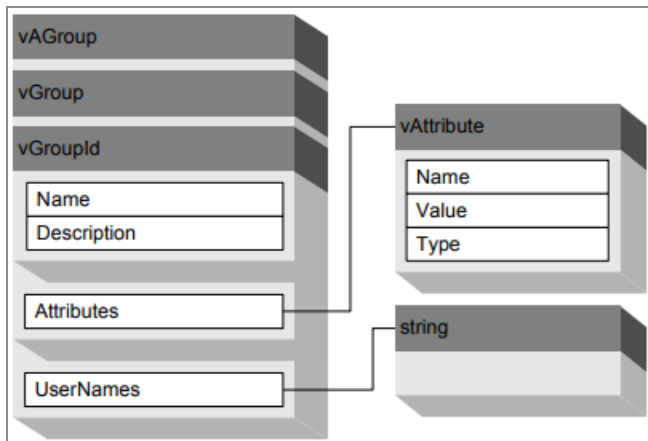 vAGroup
vGroup
vGroupId
Name
Description
Attributes
UserNames
vAttribute
Name
Value
Type
string